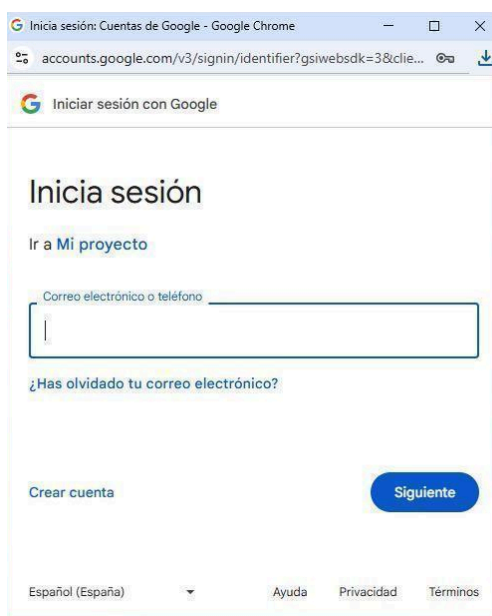 Inicia sesión: Cuentas de Google - Google Chrome
accounts.google.com/v3/signin/identifier?gsiwebsdk=3&clie...
Iniciar sesión con Google
Inicia sesión
Ir a Mi proyecto
Correo electrónico o teléfono
¿Has olvidado tu correo electrónico?
Crear cuenta Siguiente
Español (España) Ayuda Privacidad Términos